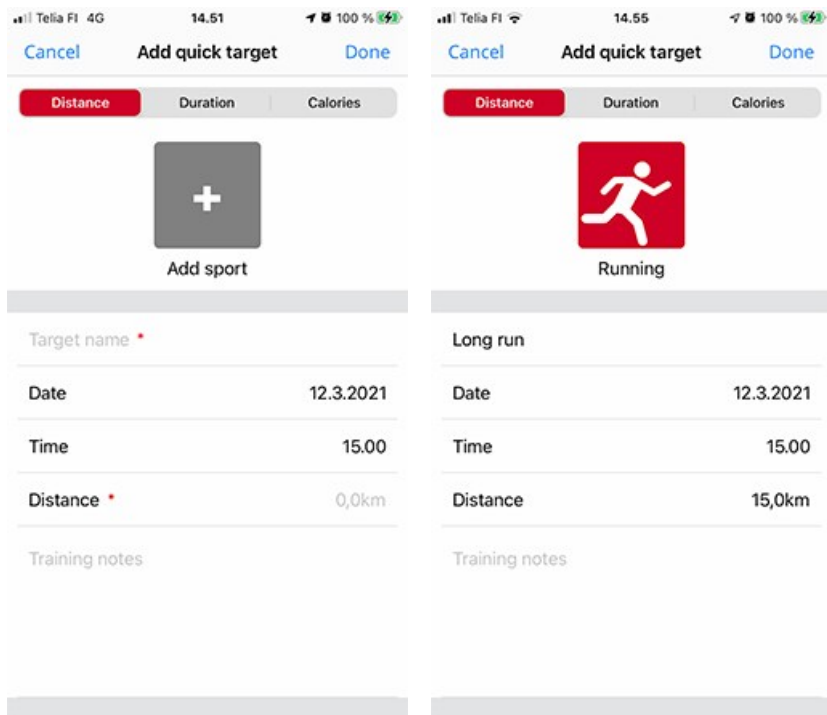 Telia FI 4G 14.51 100 %
Cancel Add quick target Done
Distance Duration Calories
+
Add sport
Target name *
Date 12.3.2021
Time 15.00
Distance * 0,0km
Training notes
Telia FI 14.55 100 %
Cancel Add quick target Done
Distance Duration Calories
Running
Long run
Date 12.3.2021
Time 15.00
Distance 15,0km
Training notes